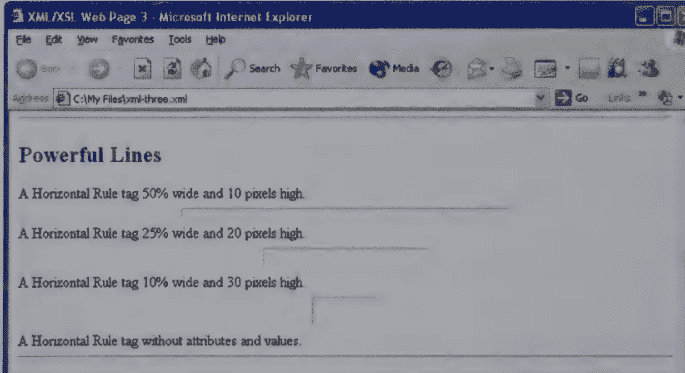 XML/XSL Web Page 3 - Microsoft Internet Explorer
File Edit View Favorites Tools Help
Back Search Favorites Media
Address C:\My Files\xml-three.xml Go Links »
Powerful Lines
A Horizontal Rule tag 50% wide and 10 pixels high.
A Horizontal Rule tag 25% wide and 20 pixels high.
A Horizontal Rule tag 10% wide and 30 pixels high.
A Horizontal Rule tag without attributes and values.